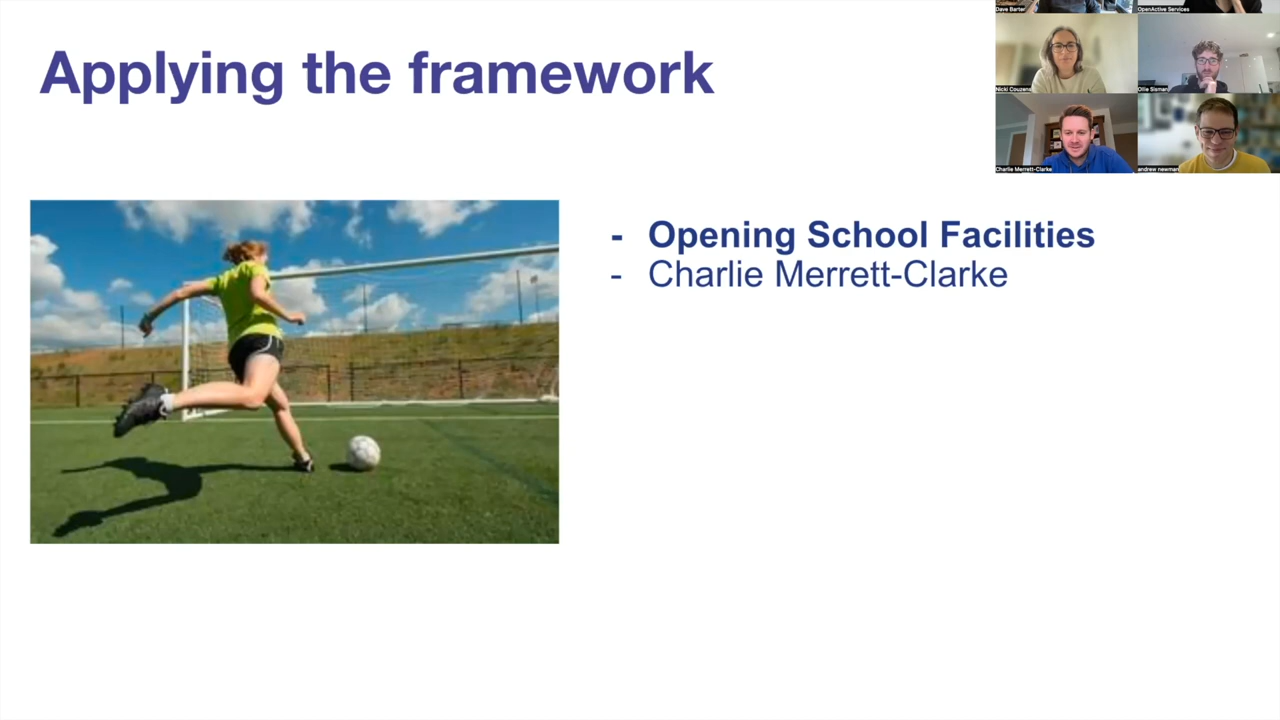 Applying the framework
Dave Barter
OpenActive Services
Nicki Couzens
Ollie Sisman
Charlie Merrett-Clarke
andrew newman
- Opening School Facilities
- Charlie Merrett-Clarke